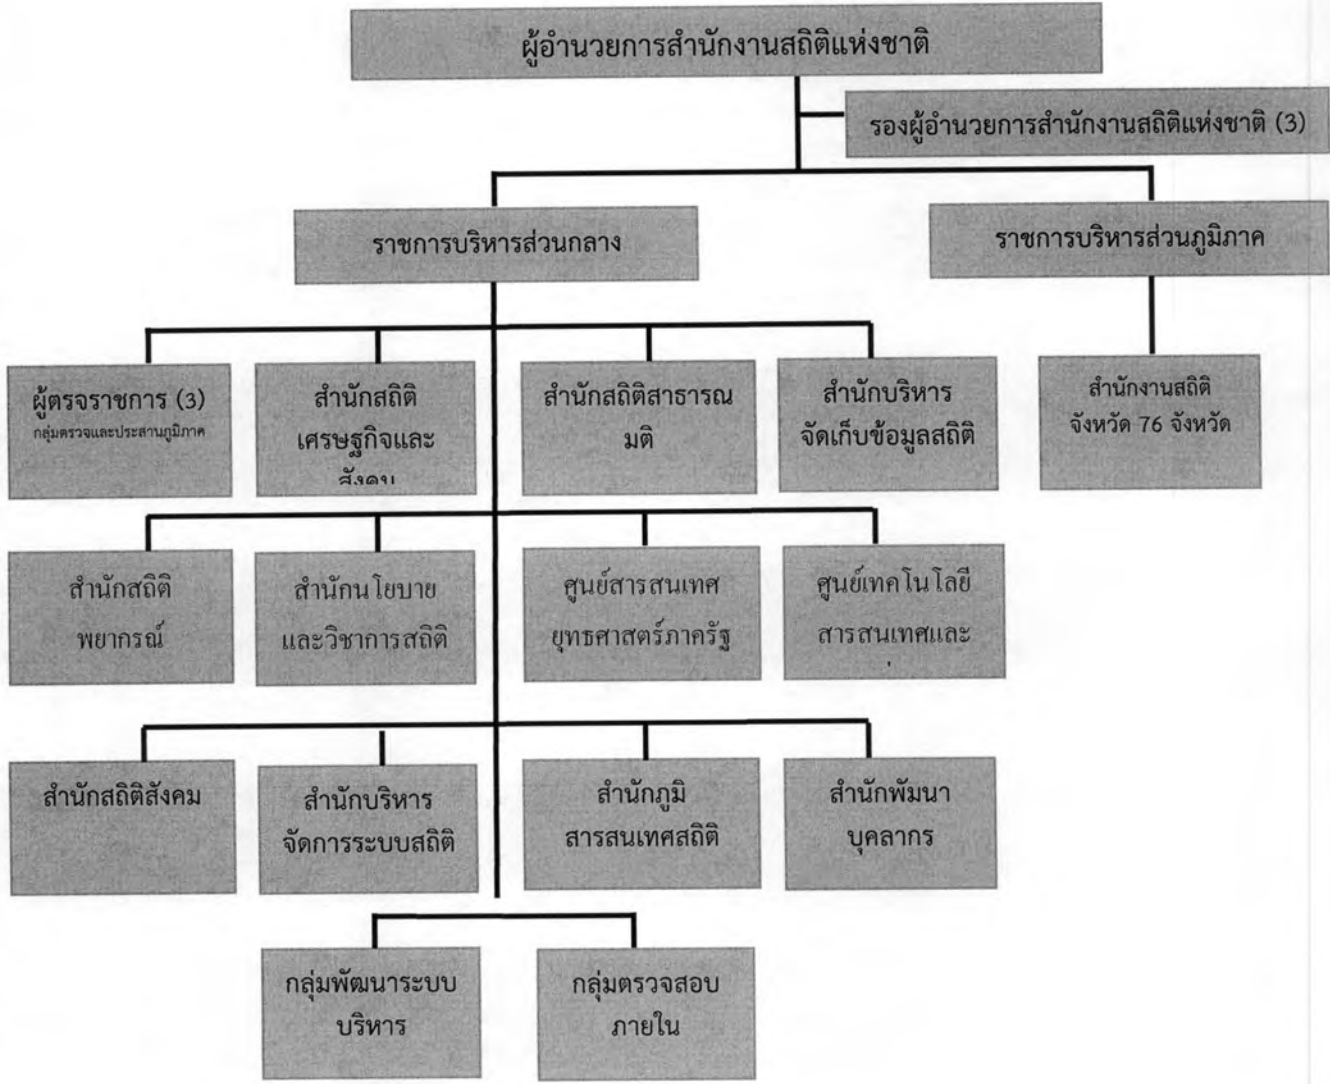 ผู้อำนวยการสำนักงานสถิติแห่งชาติ
รองผู้อำนวยการสำนักงานสถิติแห่งชาติ (3)
ราชการบริหารส่วนกลาง
ราชการบริหารส่วนภูมิภาค
ผู้ตรจราชการ (3)
กลุ่มตรวจและประสานภูมิภาค
สำนักสถิติ
เศรษฐกิจและ
สังคม
สำนักสถิติสาธารณ
มติ
สำนักบริหาร
จัดเก็บข้อมูลสถิติ
สำนักงานสถิติ
จังหวัด 76 จังหวัด
สำนักสถิติ
พยากรณ์
สำนักนโยบาย
และวิชาการสถิติ
ศูนย์สารสนเทศ
ยุทธศาสตร์ภาครัฐ
ศูนย์เทคโนโลยี
สารสนเทศและ
สำนักสถิติสังคม
สำนักบริหาร
จัดการระบบสถิติ
สำนักภูมิ
สารสนเทศสถิติ
สำนักพัมนา
บุคลากร
กลุ่มพัฒนาระบบ
บริหาร
กลุ่มตรวจสอบ
ภายใน